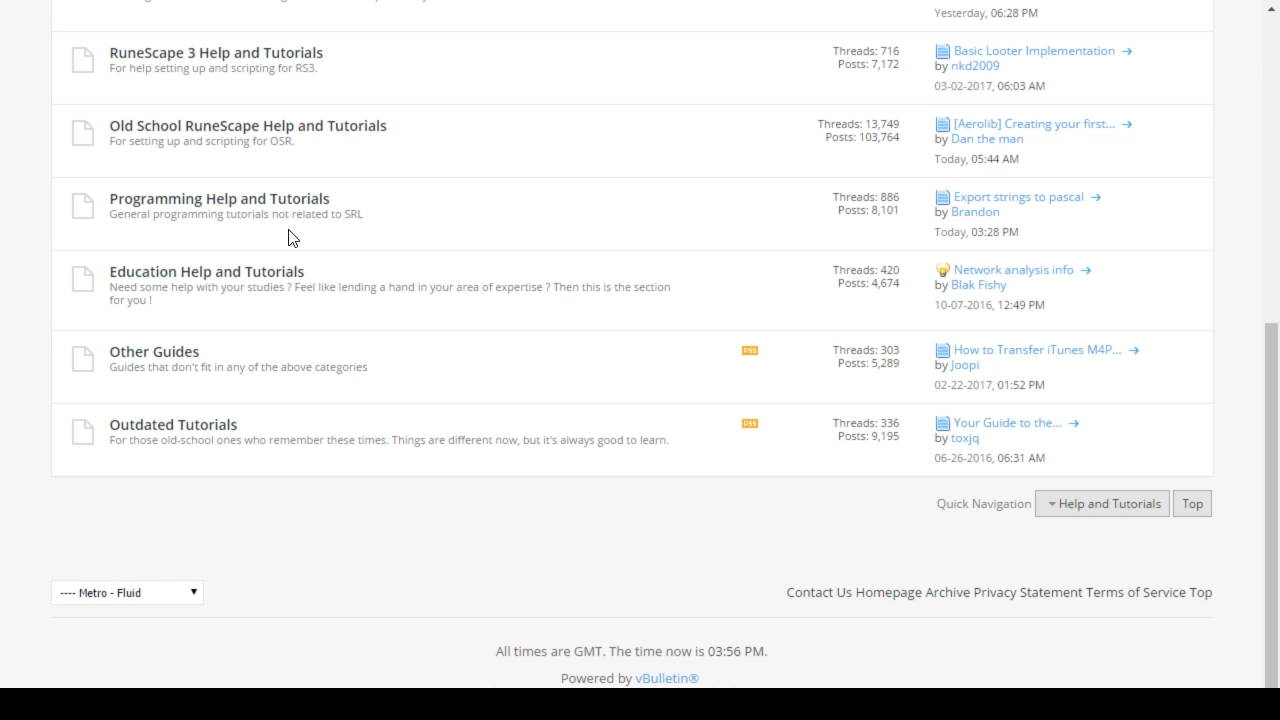 Yesterday, 06:28 PM
RuneScape 3 Help and Tutorials
For help setting up and scripting for RS3.
Threads: 716
Posts: 7,172
Basic Looter Implementation
by nkd2009
03-02-2017, 06:03 AM
Old School RuneScape Help and Tutorials
For setting up and scripting for OSR.
Threads: 13,749
Posts: 103,764
[Aerolib] Creating your first...
by Dan the man
Today, 05:44 AM
Programming Help and Tutorials
General programming tutorials not related to SRL
Threads: 886
Posts: 8,101
Export strings to pascal
by Brandon
Today, 03:28 PM
Education Help and Tutorials
Need some help with your studies ? Feel like lending a hand in your area of expertise ? Then this is the section
for you !
Threads: 420
Posts: 4,674
Network analysis info
by Blak Fishy
10-07-2016, 12:49 PM
Other Guides
Guides that don't fit in any of the above categories
RSS
Threads: 303
Posts: 5,289
How to Transfer iTunes M4P...
by Joopi
02-22-2017, 01:52 PM
Outdated Tutorials
For those old-school ones who remember these times. Things are different now, but it's always good to learn.
RSS
Threads: 336
Posts: 9,195
Your Guide to the...
by toxjq
06-26-2016, 06:31 AM
Quick Navigation Help and Tutorials Top
---- Metro - Fluid
Contact Us Homepage Archive Privacy Statement Terms of Service Top
All times are GMT. The time now is 03:56 PM.
Powered by vBulletin®